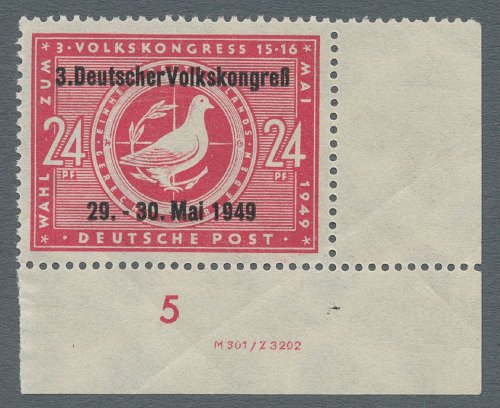 WAHL ZUM 3. VOLKSKONGRESS 15-16 MAI 1949
3.Deutscher Volkskongreß
24 PF
24 PF
29. - 30. Mai 1949
DEUTSCHE POST
5
M 301 / Z 3202